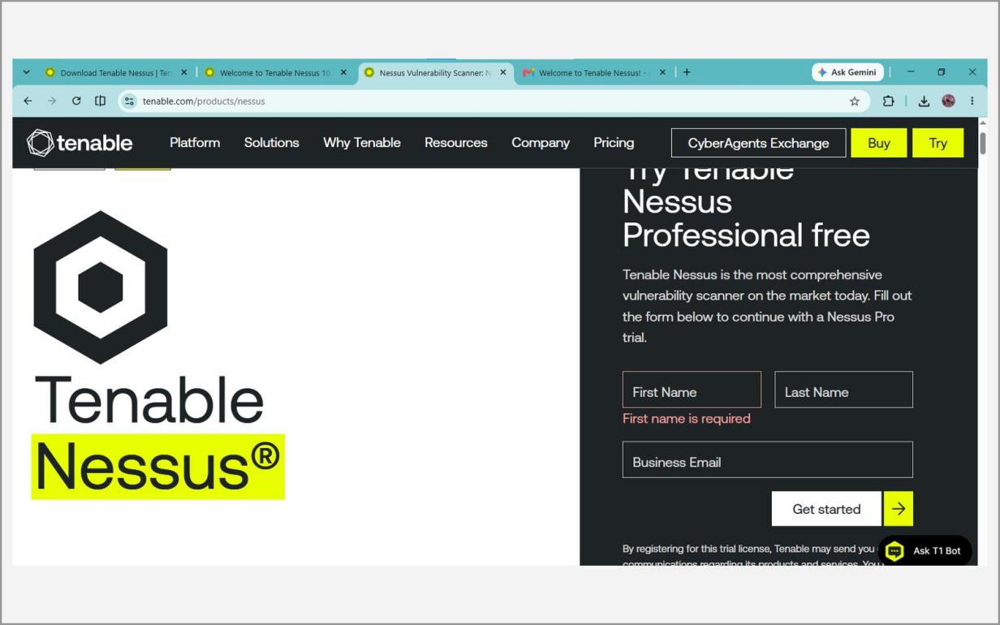 Download Tenable Nessus | Ten
Welcome to Tenable Nessus 10
Nessus Vulnerability Scanner: N
Welcome to Tenable Nessus! -
Ask Gemini
tenable.com/products/nessus
tenable
Platform
Solutions
Why Tenable
Resources
Company
Pricing
CyberAgents Exchange
Buy
Try
Try Tenable
Nessus
Professional free
Tenable Nessus is the most comprehensive
vulnerability scanner on the market today. Fill out
the form below to continue with a Nessus Pro
trial.
First Name
Last Name
First name is required
Business Email
Get started
By registering for this trial license, Tenable may send you
communications regarding its products and services. You
Ask T1 Bot
Tenable
Nessus®